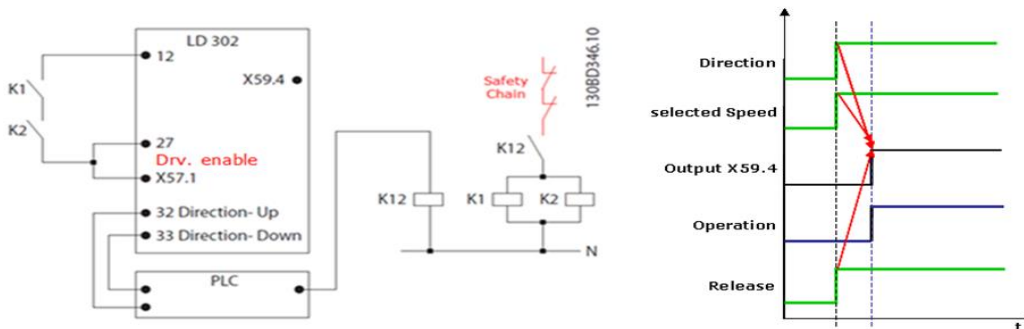 LD 302
12
X59.4
K1
K2
27
Drv. enable
X57.1
32 Direction- Up
33 Direction- Down
PLC
Safety
Chain
130BD346.10
K12
K12
K1
K2
N
Direction
selected Speed
Output X59.4
Operation
Release
t